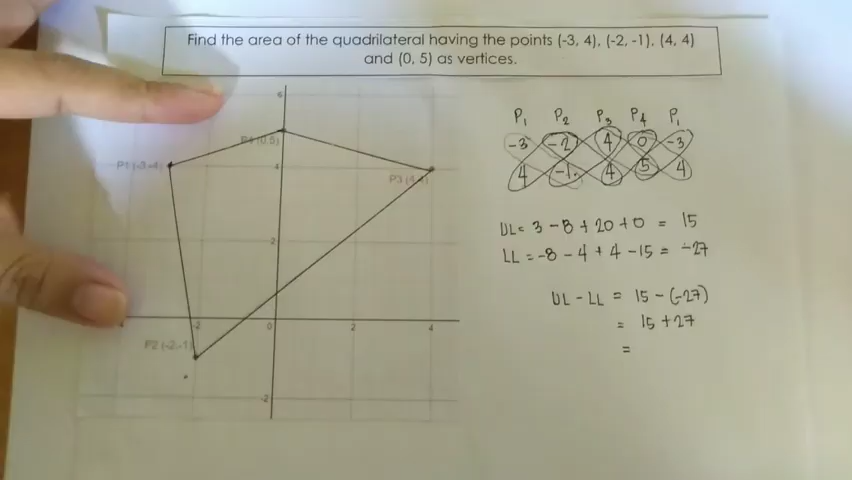 Find the area of the quadrilateral having the points (-3, 4), (-2, -1), (4, 4)
and (0, 5) as vertices.
6
P4 (0,5)
P1 (-3,4)
4
P3 (4,4)
2
-2
0
2
4
P2 (-2,-1)
-2
P1 P2 P3 P4 P1
-3 -2 4 0 -3
4 -1 4 5 4
UL = 3 - 8 + 20 + 0 = 15
LL = -8 - 4 + 4 - 15 = -27
UL - LL = 15 - (-27)
= 15 + 27
=